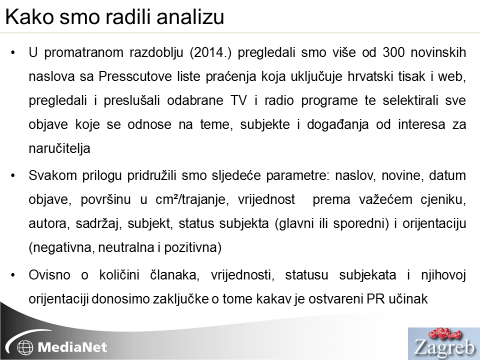 Kako smo radili analizu
• U promatranom razdoblju (2014.) pregledali smo više od 300 novinskih
naslova sa Presscutove liste praćenja koja uključuje hrvatski tisak i web,
pregledali i preslušali odabrane TV i radio programe te selektirali sve
objave koje se odnose na teme, subjekte i događanja od interesa za
naručitelja
• Svakom prilogu pridružili smo sljedeće parametre: naslov, novine, datum
objave, površinu u cm²/trajanje, vrijednost prema važećem cjeniku,
autora, sadržaj, subjekt, status subjekta (glavni ili sporedni) i orijentaciju
(negativna, neutralna i pozitivna)
• Ovisno o količini članaka, vrijednosti, statusu subjekata i njihovoj
orijentaciji donosimo zaključke o tome kakav je ostvareni PR učinak
MediaNet
Zagreb